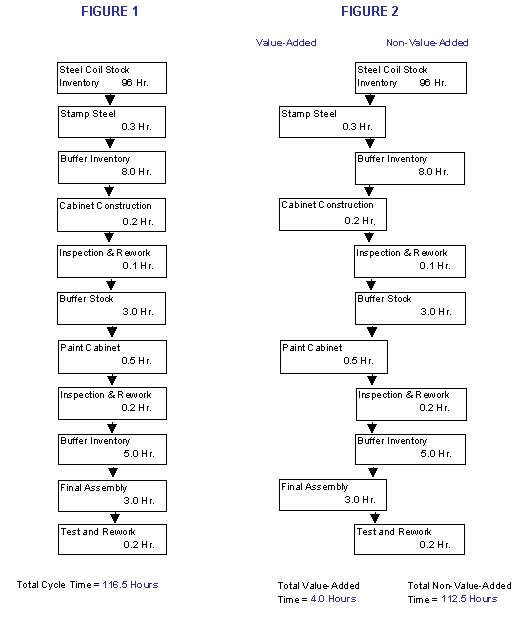 FIGURE 1
Steel Coil Stock
Inventory 96 Hr.
Stamp Steel
0.3 Hr.
Buffer Inventory
8.0 Hr.
Cabinet Construction
0.2 Hr.
Inspection & Rework
0.1 Hr.
Buffer Stock
3.0 Hr.
Paint Cabinet
0.5 Hr.
Inspection & Rework
0.2 Hr.
Buffer Inventory
5.0 Hr.
Final Assembly
3.0 Hr.
Test and Rework
0.2 Hr.
Total Cycle Time = 116.5 Hours
FIGURE 2
Value-Added Non-Value-Added
Steel Coil Stock
Inventory 96 Hr.
Stamp Steel
0.3 Hr.
Buffer Inventory
8.0 Hr.
Cabinet Construction
0.2 Hr.
Inspection & Rework
0.1 Hr.
Buffer Stock
3.0 Hr.
Paint Cabinet
0.5 Hr.
Inspection & Rework
0.2 Hr.
Buffer Inventory
5.0 Hr.
Final Assembly
3.0 Hr.
Test and Rework
0.2 Hr.
Total Value-Added
Time = 4.0 Hours
Total Non-Value-Added
Time = 112.5 Hours